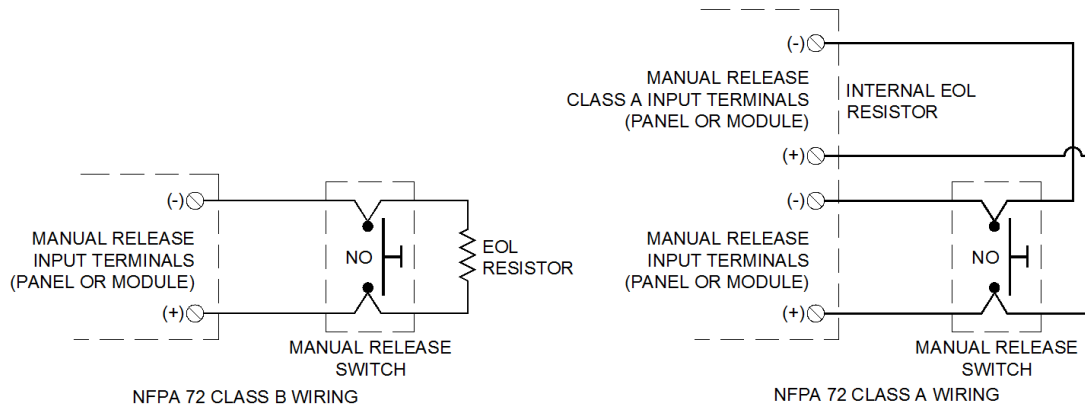 (-)
MANUAL RELEASE
INPUT TERMINALS
(PANEL OR MODULE)
(+)
NO
EOL
RESISTOR
MANUAL RELEASE
SWITCH
NFPA 72 CLASS B WIRING
(-)
MANUAL RELEASE
CLASS A INPUT TERMINALS
(PANEL OR MODULE)
INTERNAL EOL
RESISTOR
(+)
(-)
MANUAL RELEASE
INPUT TERMINALS
(PANEL OR MODULE)
(+)
NO
MANUAL RELEASE
SWITCH
NFPA 72 CLASS A WIRING